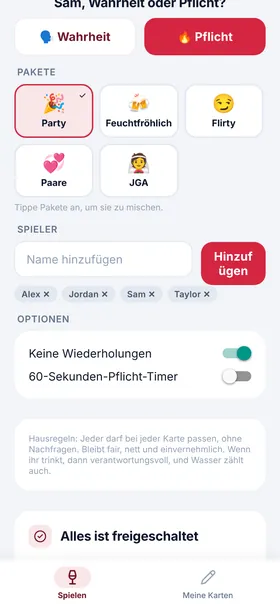 Sam, Wahrheit oder Pflicht?
Wahrheit
Pflicht
PAKETE
Party
Feuchtfröhlich
Flirty
Paare
JGA
Tippe Pakete an, um sie zu mischen.
SPIELER
Name hinzufügen
Hinzuf
ügen
Alex ✕
Jordan ✕
Sam ✕
Taylor ✕
OPTIONEN
Keine Wiederholungen
60-Sekunden-Pflicht-Timer
Hausregeln: Jeder darf bei jeder Karte passen, ohne
Nachfragen. Bleibt fair, nett und einvernehmlich. Wenn
ihr trinkt, dann verantwortungsvoll, und Wasser zählt
auch.
Alles ist freigeschaltet
Spielen
Meine Karten